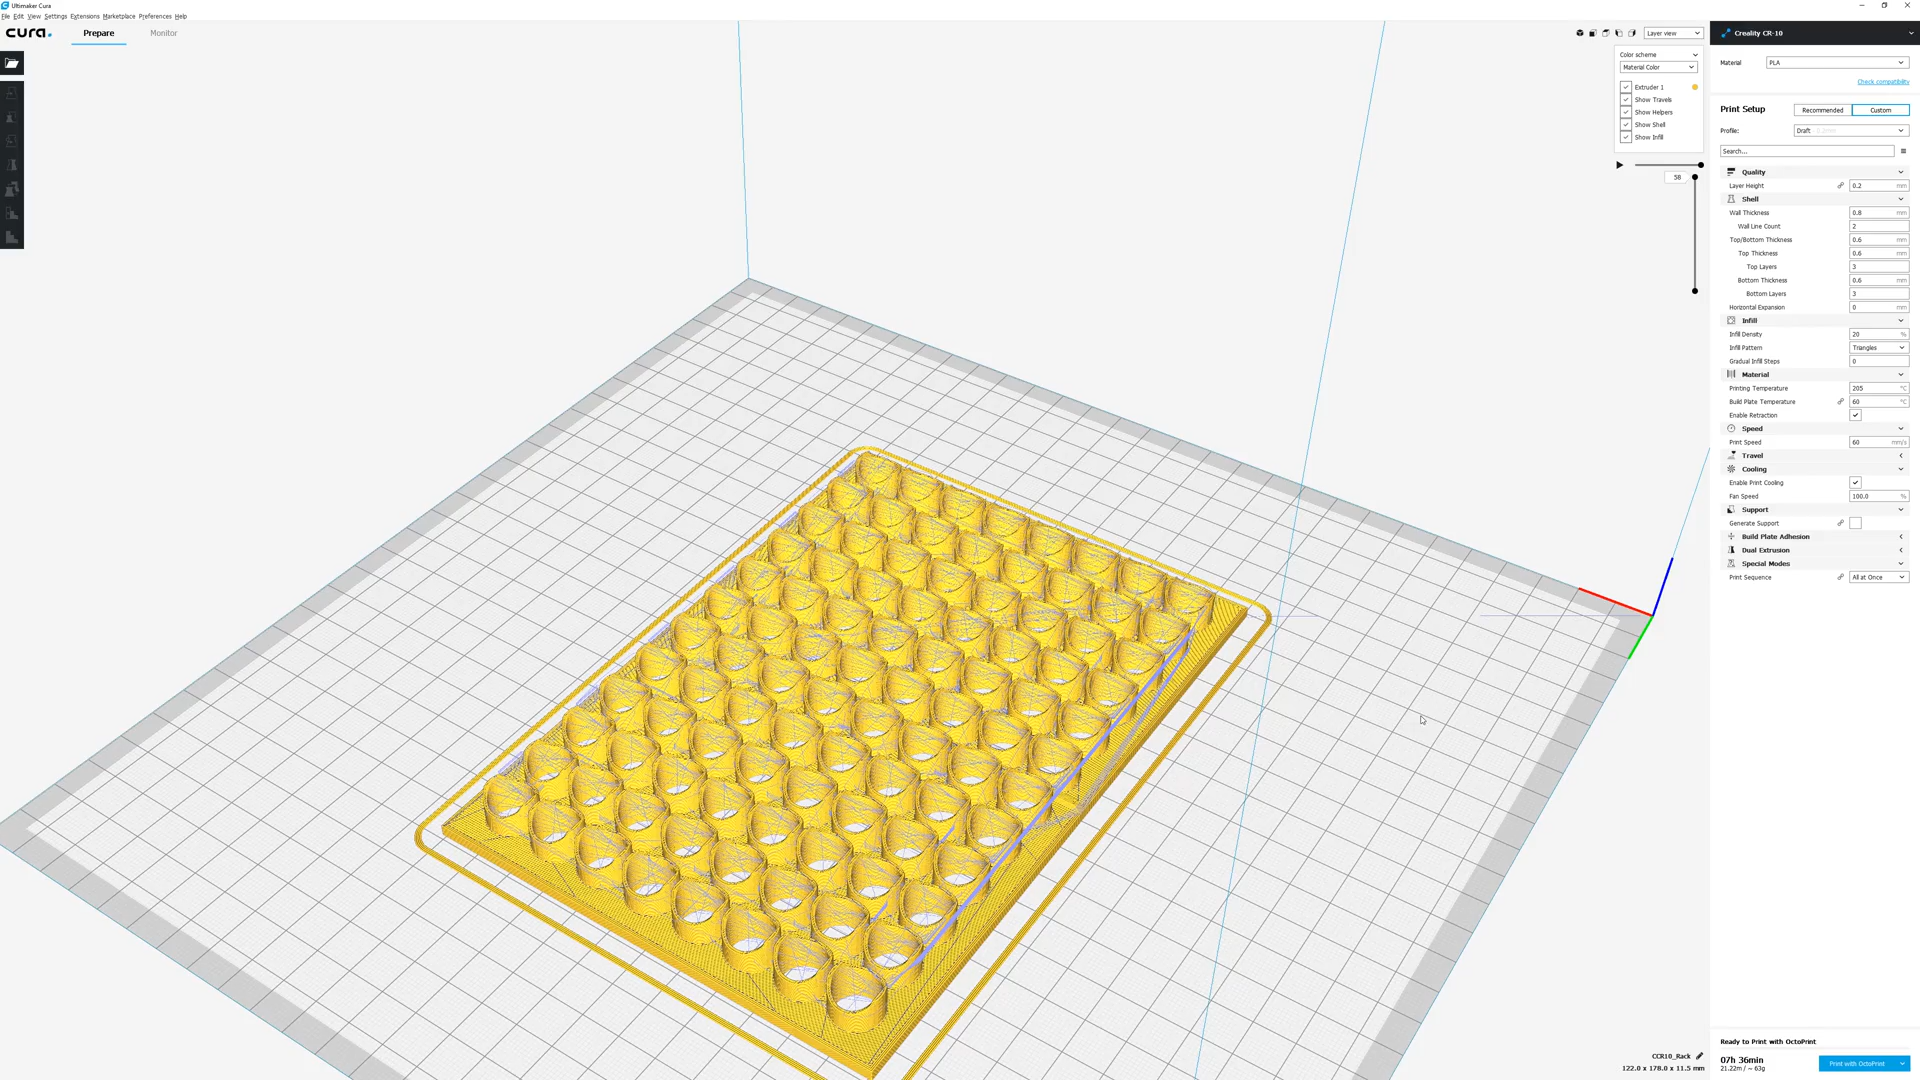 Ultimaker Cura
File Edit View Settings Extensions Marketplace Preferences Help
cura.
Prepare
Monitor
Layer view
Color scheme
Material Color
Extruder 1
Show Travels
Show Helpers
Show Shell
Show Infill
58
Creality CR-10
Material
PLA
Check compatibility
Print Setup
Recommended
Custom
Profile:
Draft 0.2mm
Search...
Quality
Layer Height
0.2 mm
Shell
Wall Thickness
0.8 mm
Wall Line Count
2
Top/Bottom Thickness
0.6 mm
Top Thickness
0.6 mm
Top Layers
3
Bottom Thickness
0.6 mm
Bottom Layers
3
Horizontal Expansion
0 mm
Infill
Infill Density
20 %
Infill Pattern
Triangles
Gradual Infill Steps
0
Material
Printing Temperature
205 °C
Build Plate Temperature
60 °C
Enable Retraction
Speed
Print Speed
60 mm/s
Travel
Cooling
Enable Print Cooling
Fan Speed
100.0 %
Support
Generate Support
Build Plate Adhesion
Dual Extrusion
Special Modes
Print Sequence
All at Once
CCR10_Rack
122.0 x 178.0 x 11.5 mm
Ready to Print with OctoPrint
07h 36min
21.22m / ~ 63g
Print with OctoPrint